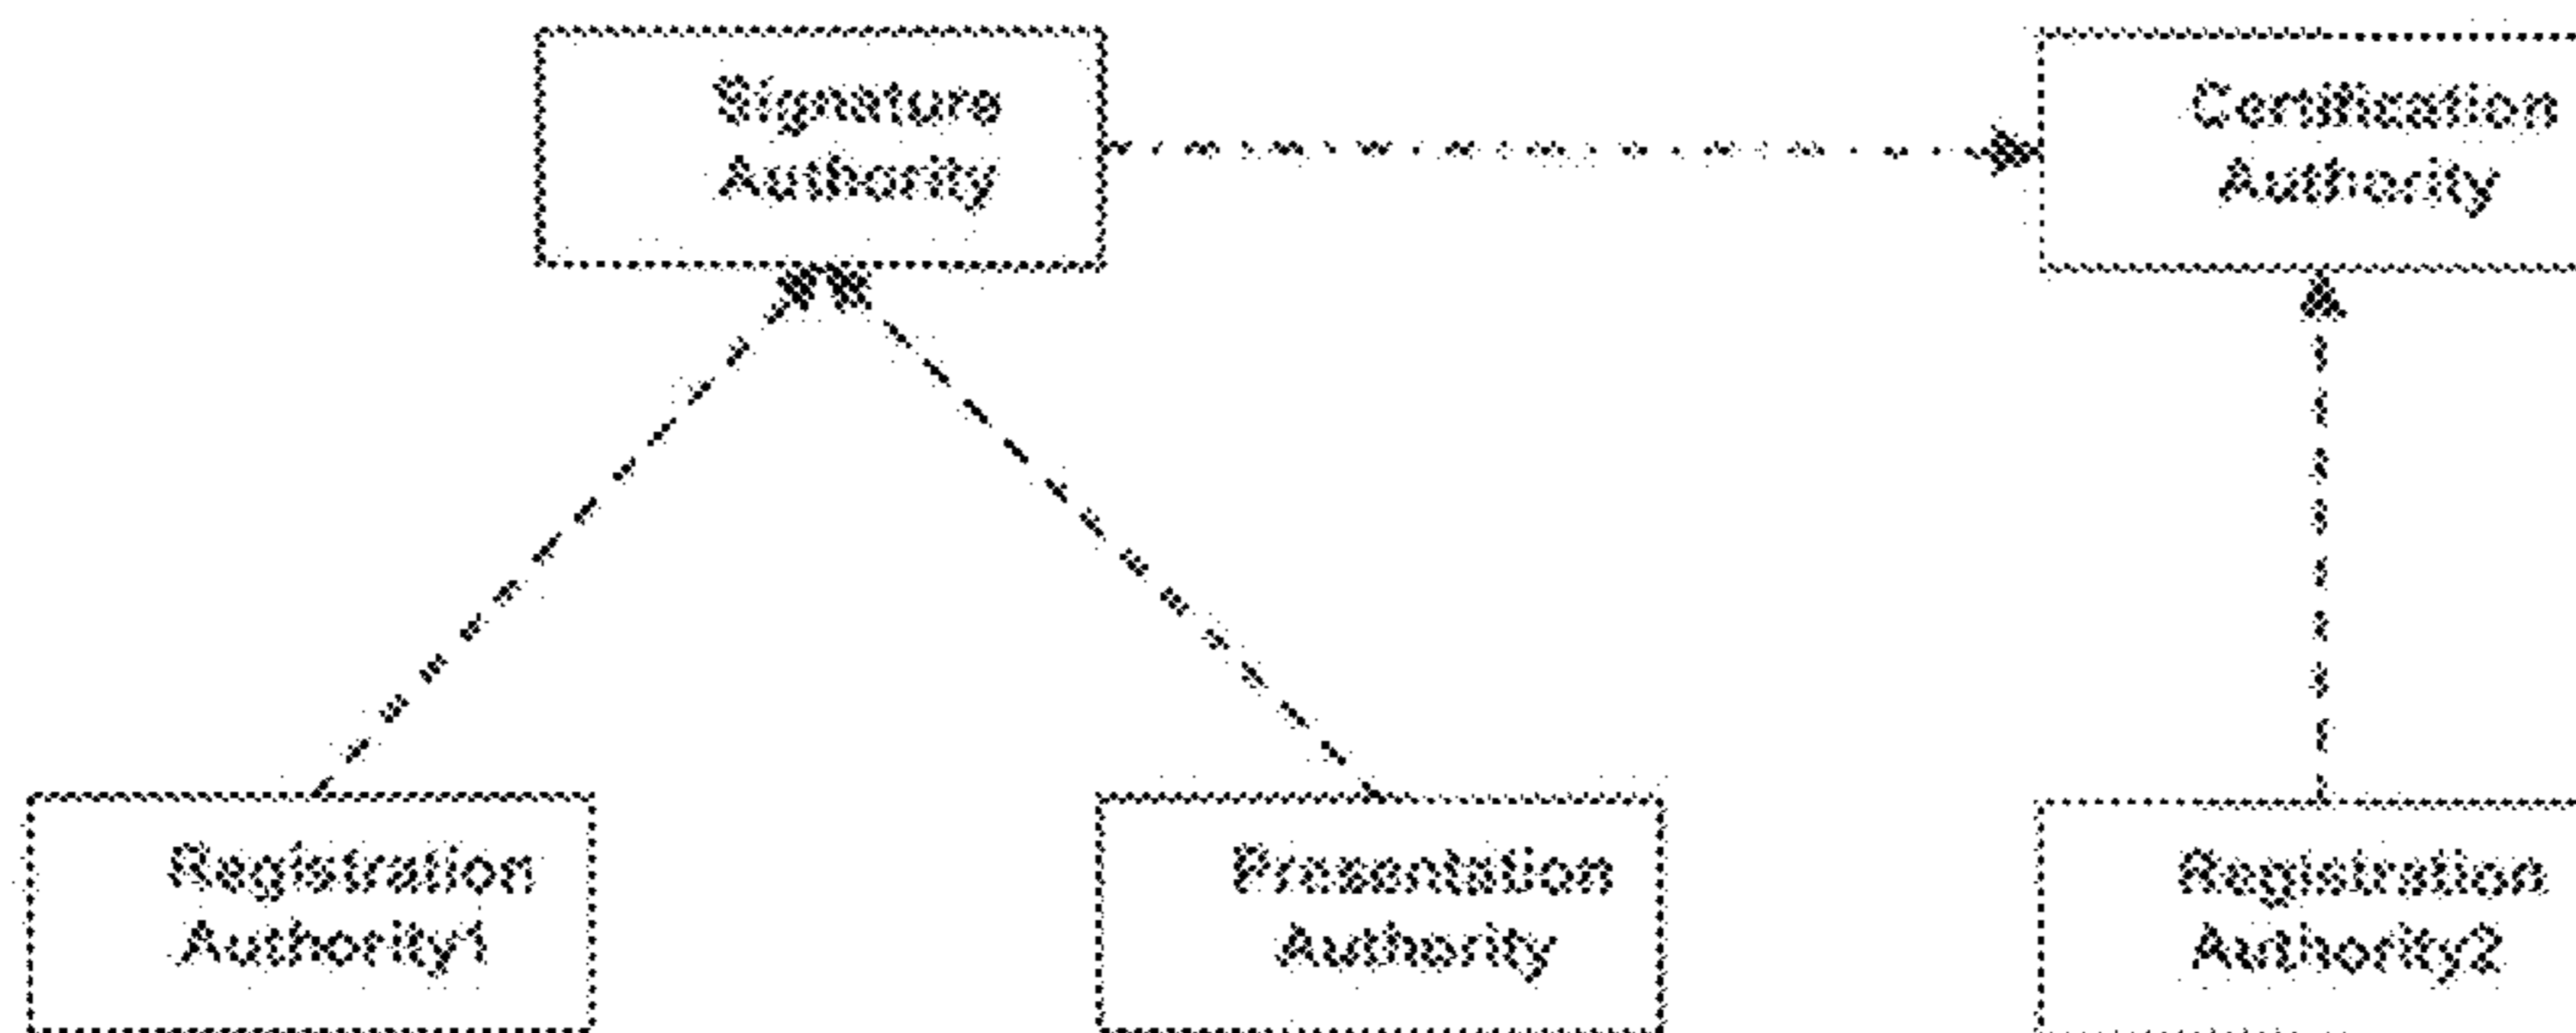 Signature
Authority
Certification
Authority
Registration
Authority1
Presentation
Authority
Registration
Authority2